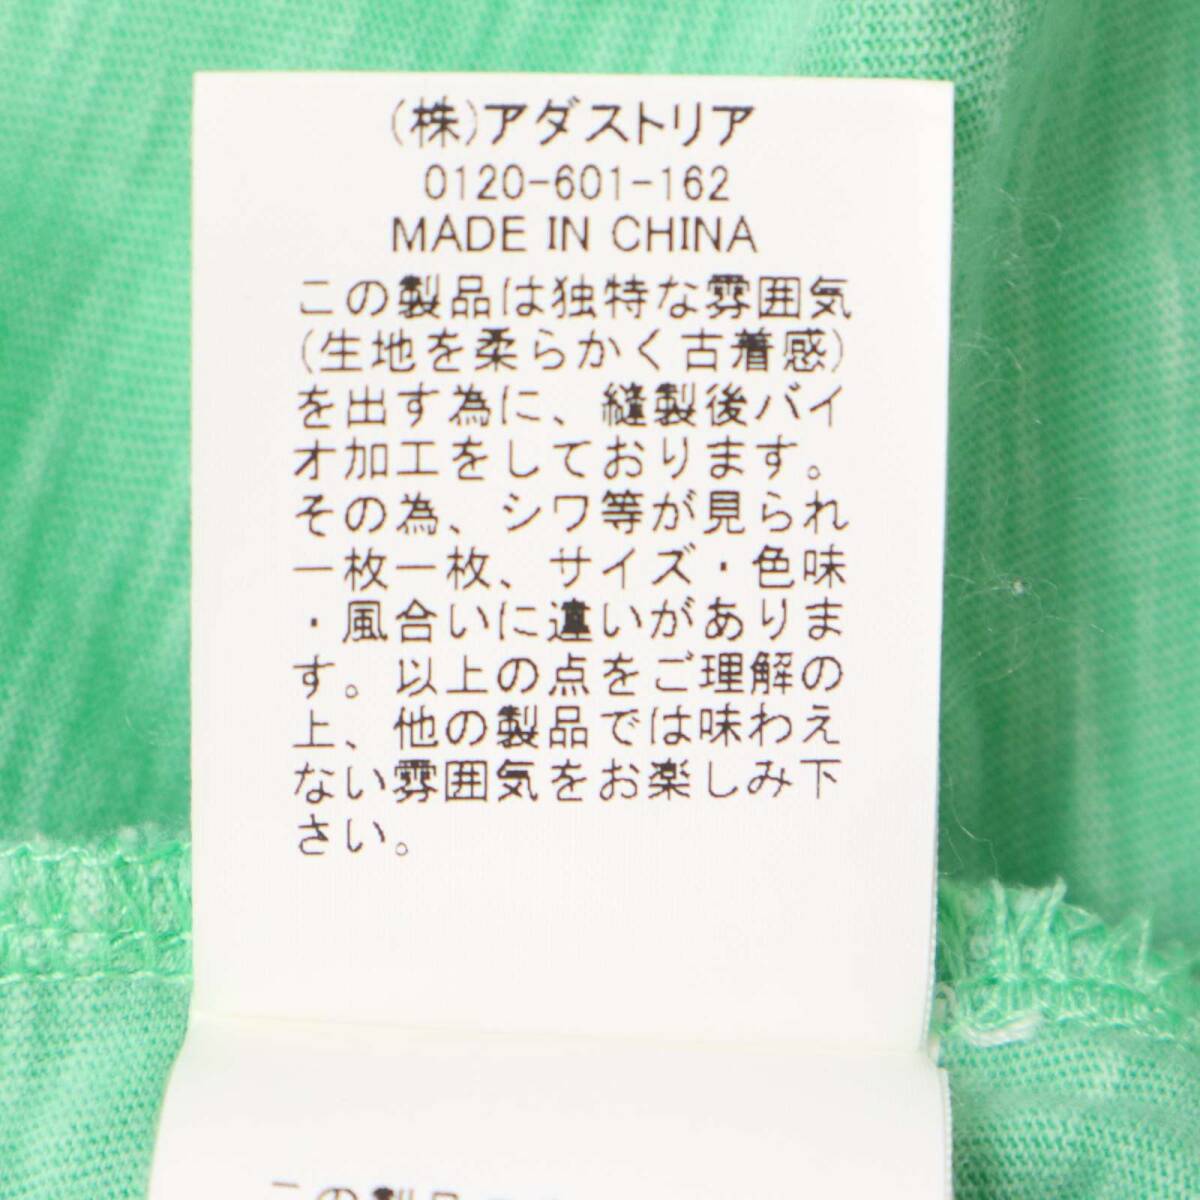 (株)アダストリア
0120-601-162
MADE IN CHINA
この製品は独特な雰囲気
(生地を柔らかく古着感)
を出す為に、縫製後バイ
オ加工をしております。
その為、シワ等が見られ
一枚一枚、サイズ・色味
・風合いに違いがありま
す。以上の点をご理解の
上、他の製品では味わえ
ない雰囲気をお楽しみ下
さい。
この製品